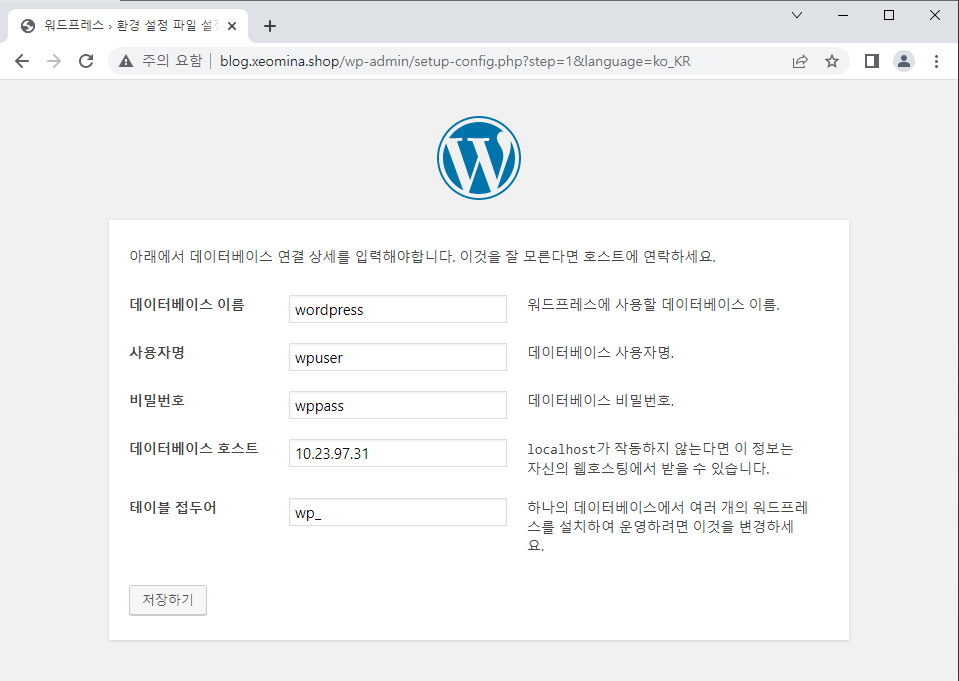 워드프레스 › 환경 설정 파일 설정
주의 요함 | blog.xeomina.shop/wp-admin/setup-config.php?step=1&language=ko_KR
아래에서 데이터베이스 연결 상세를 입력해야합니다. 이것을 잘 모른다면 호스트에 연락하세요.
데이터베이스 이름
wordpress
워드프레스에 사용할 데이터베이스 이름.
사용자명
wpuser
데이터베이스 사용자명.
비밀번호
wppass
데이터베이스 비밀번호.
데이터베이스 호스트
10.23.97.31
localhost가 작동하지 않는다면 이 정보는
자신의 웹호스팅에서 받을 수 있습니다.
테이블 접두어
wp_
하나의 데이터베이스에서 여러 개의 워드프레
스를 설치하여 운영하려면 이것을 변경하세
요.
저장하기